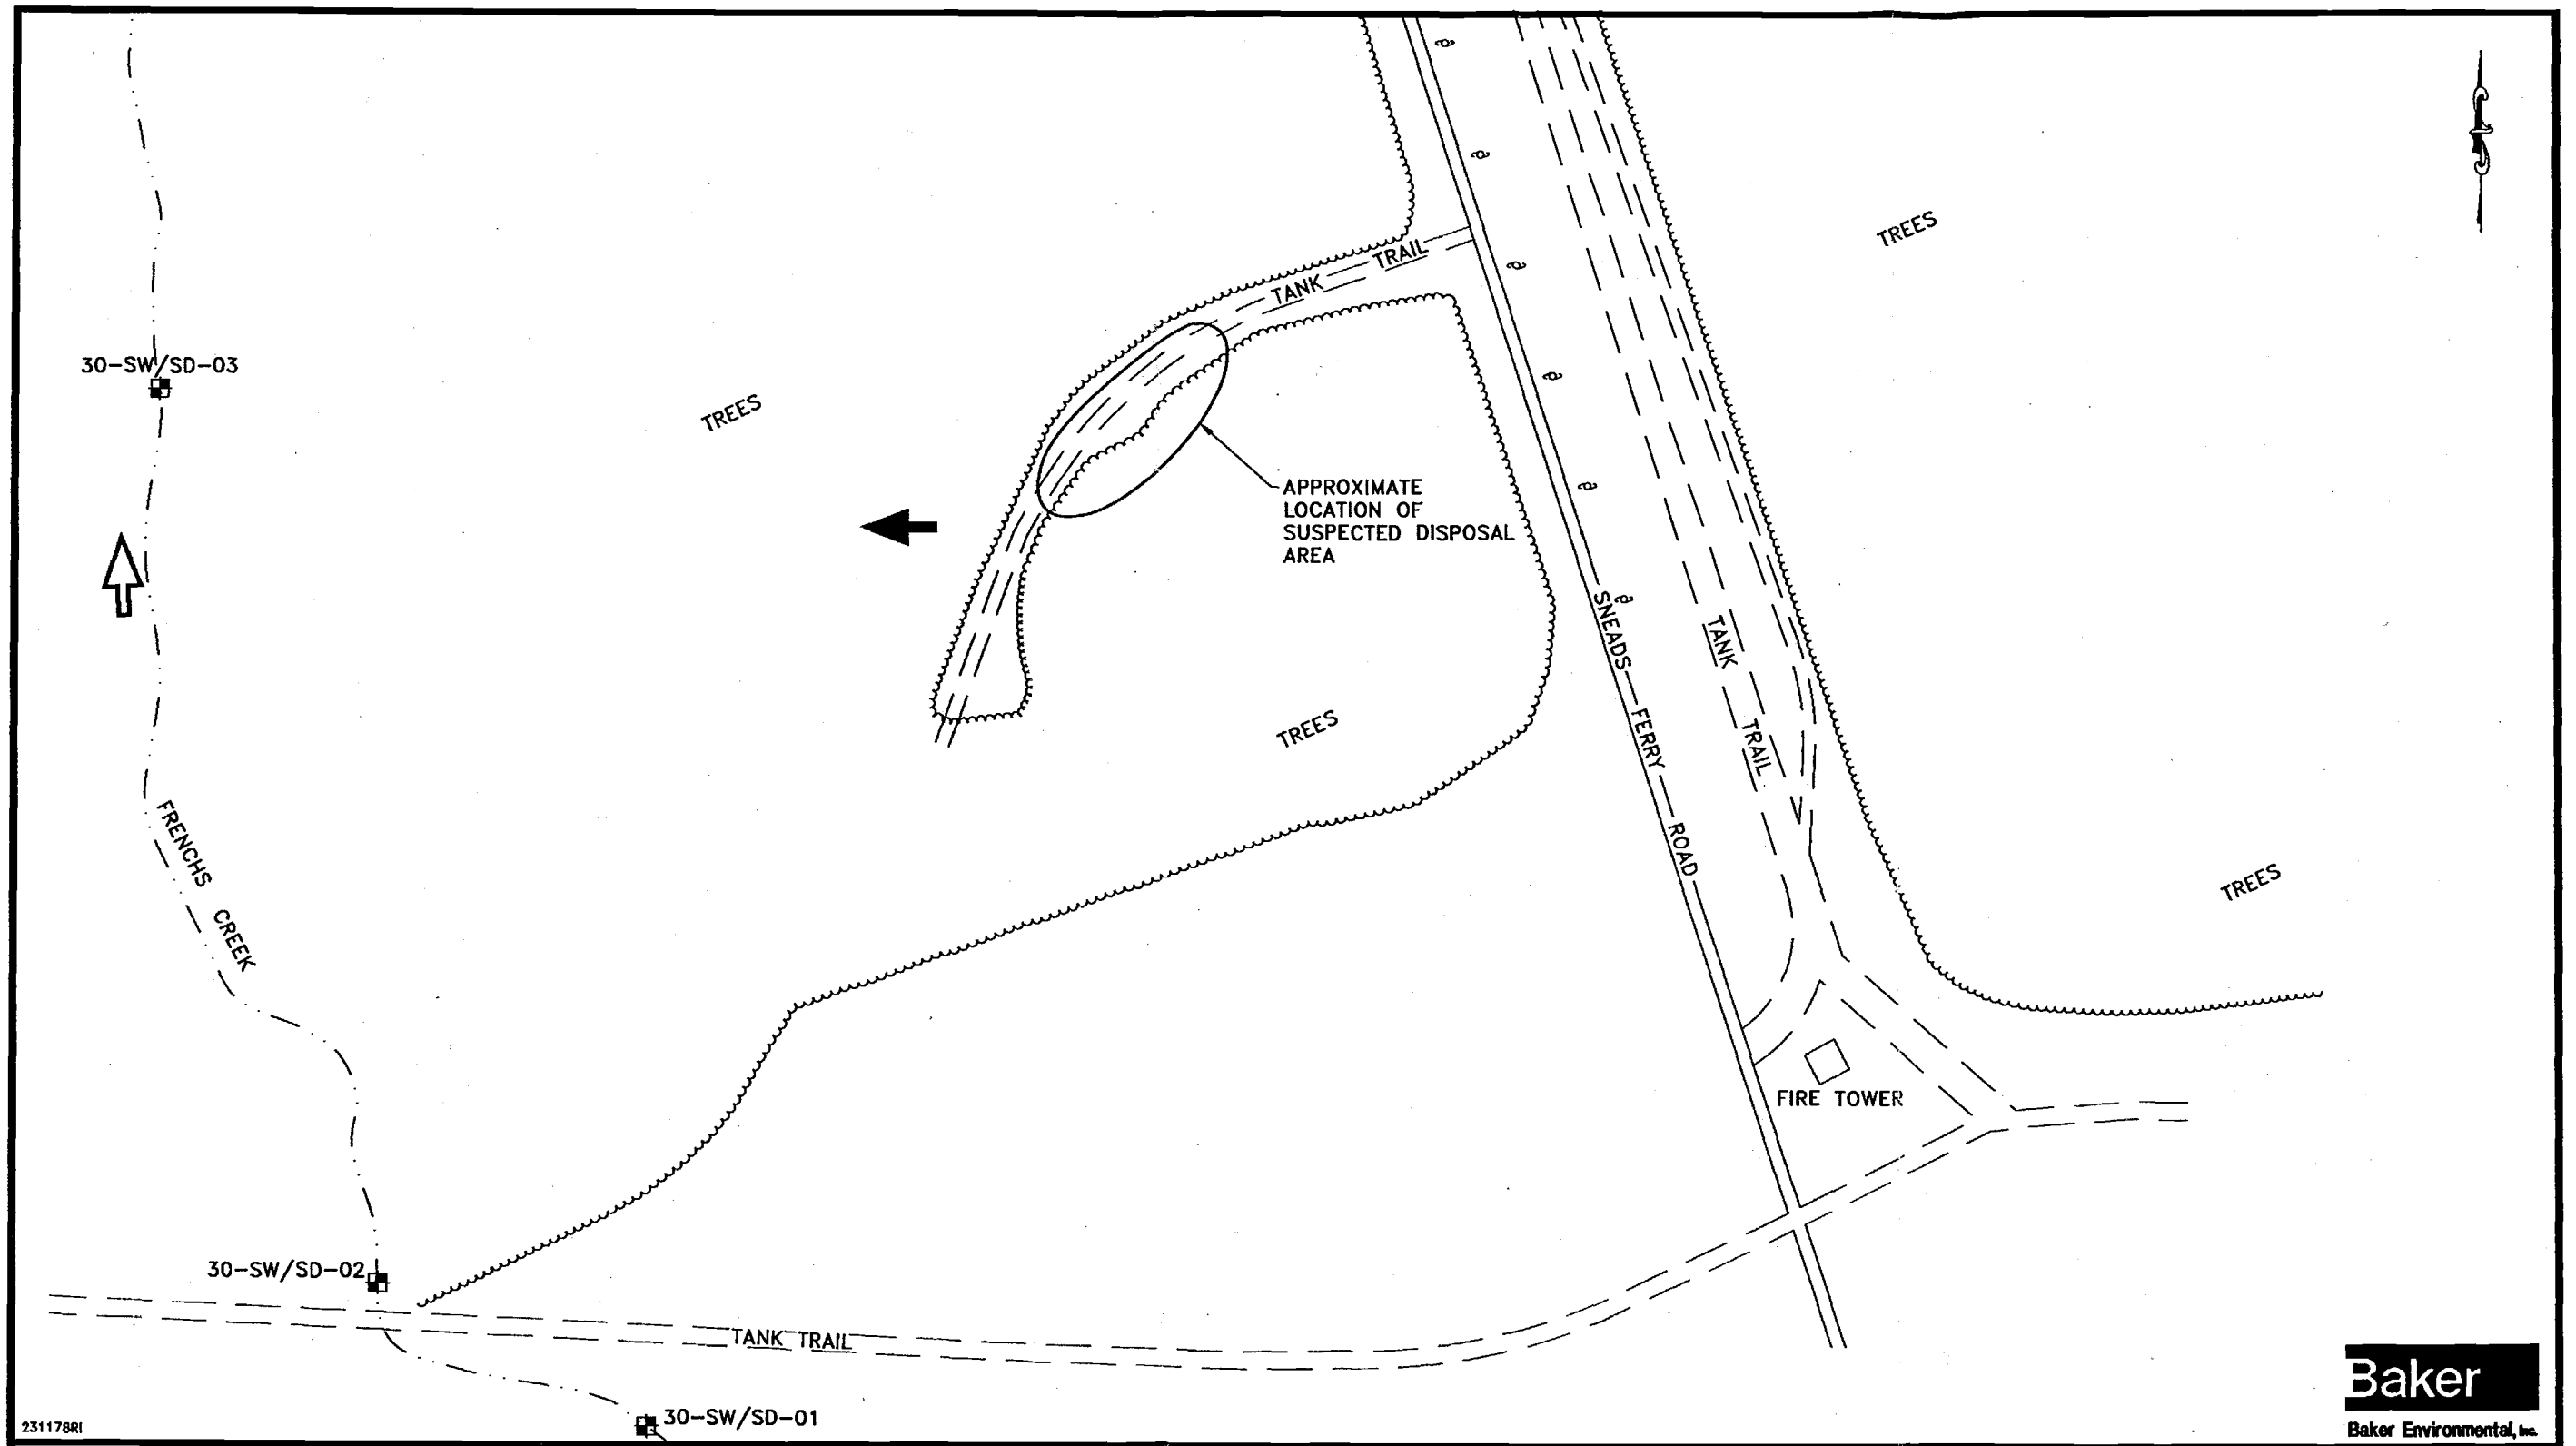 TREES
TANK TRAIL
30-SW/SD-03
TREES
APPROXIMATE
LOCATION OF
SUSPECTED DISPOSAL
AREA
SNEADS FERRY ROAD
TANK TRAIL
TREES
FRENCHS CREEK
TREES
FIRE TOWER
30-SW/SD-02
TANK TRAIL
30-SW/SD-01
231178RI
Baker
Baker Environmental, Inc.